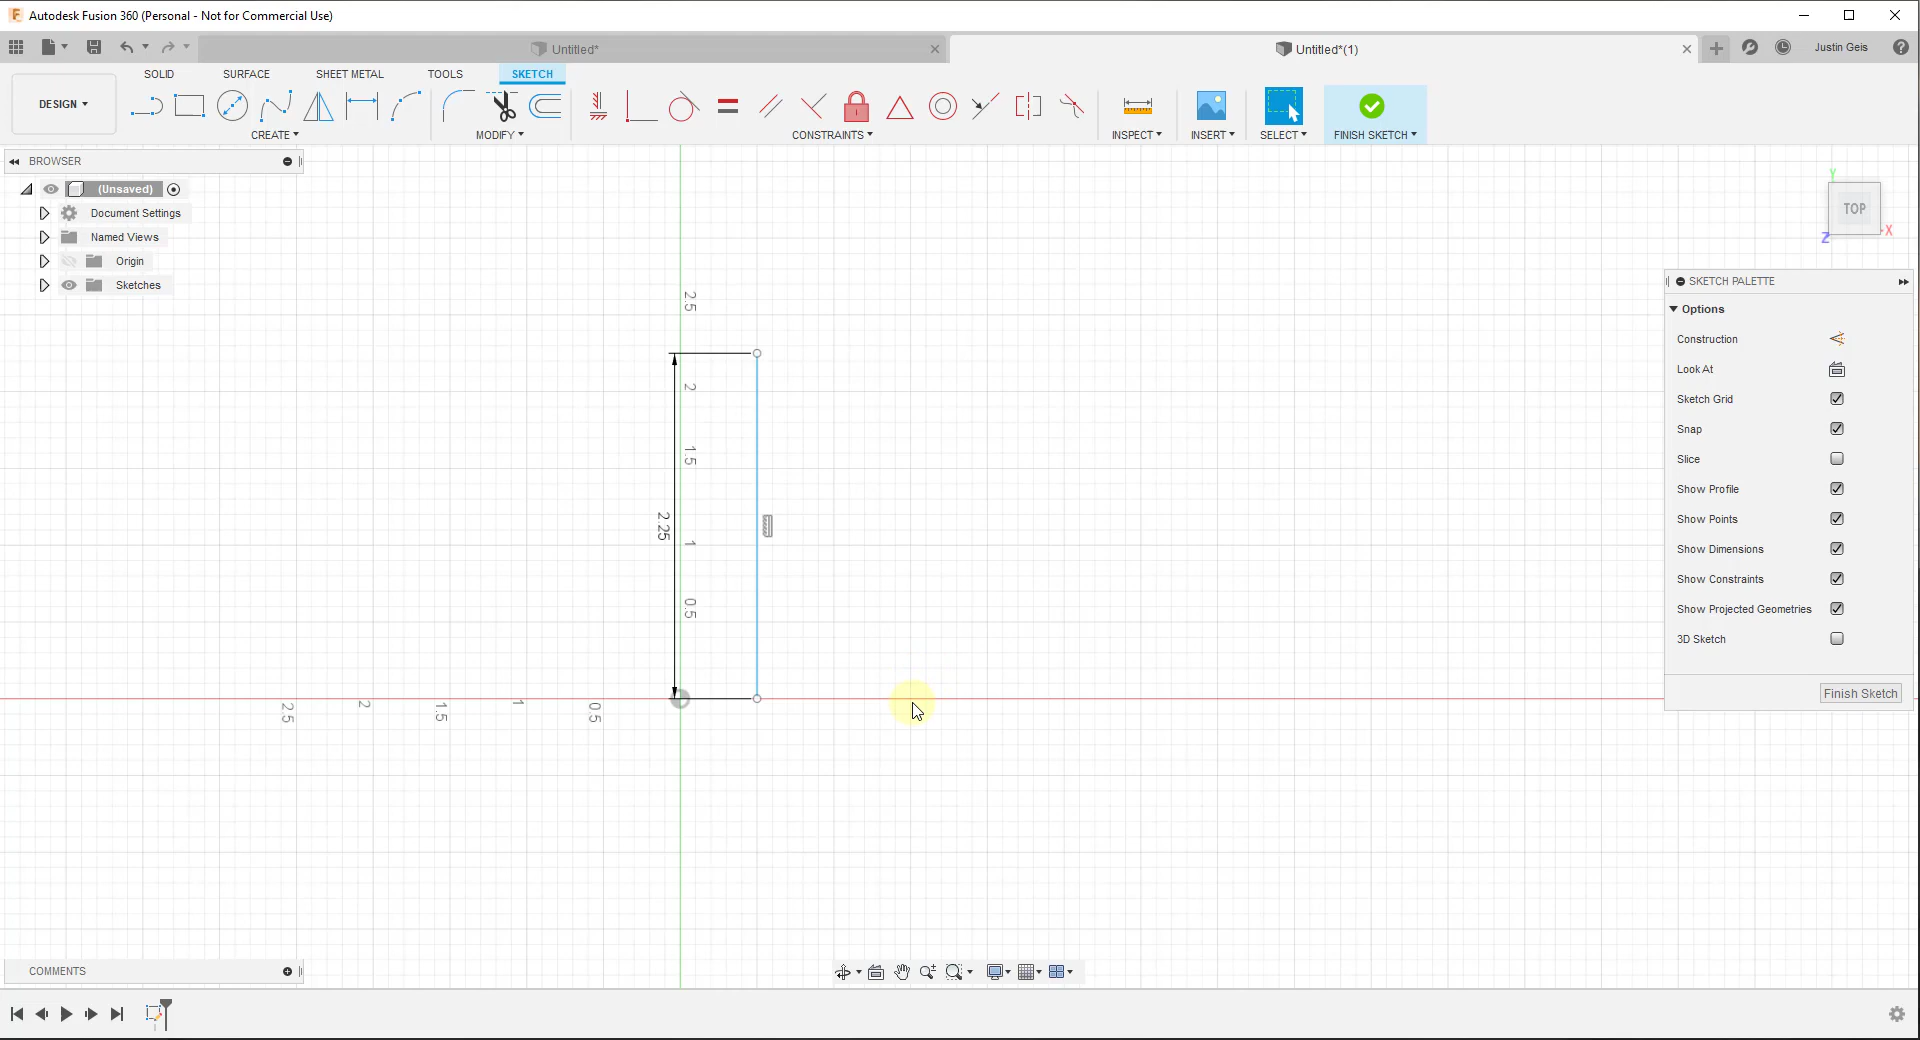 Autodesk Fusion 360 (Personal - Not for Commercial Use)
Untitled*
Untitled*(1)
Justin Geis
SOLID
SURFACE
SHEET METAL
TOOLS
SKETCH
DESIGN
CREATE
MODIFY
CONSTRAINTS
INSPECT
INSERT
SELECT
FINISH SKETCH
BROWSER
(Unsaved)
Document Settings
Named Views
Origin
Sketches
Y
TOP
Z
X
SKETCH PALETTE
Options
Construction
Look At
Sketch Grid
Snap
Slice
Show Profile
Show Points
Show Dimensions
Show Constraints
Show Projected Geometries
3D Sketch
Finish Sketch
2.5
2
1.5
2.25
1
0.5
2.5
2
1.5
1
0.5
COMMENTS